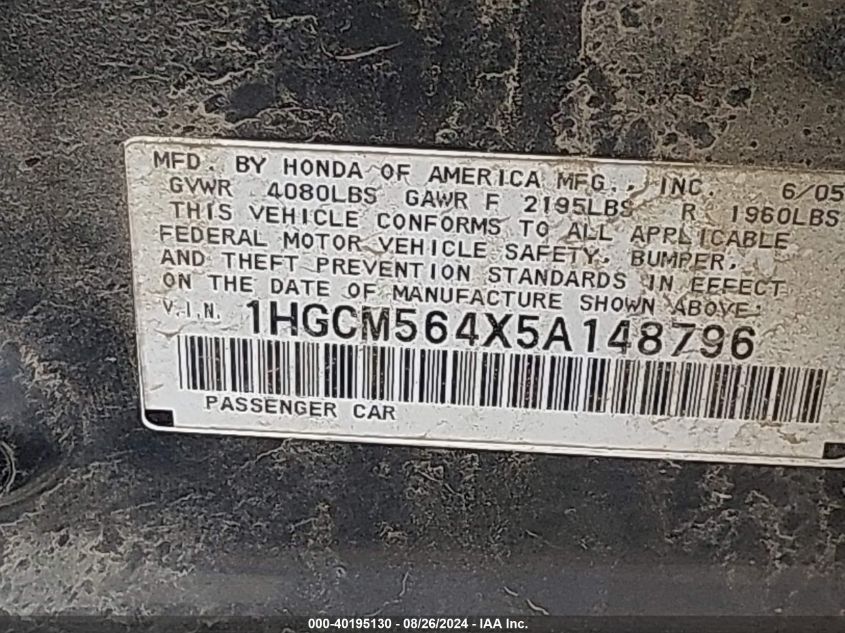 MFD. BY HONDA OF AMERICA MFG., INC. 6/05
GVWR 4080LBS GAWR F 2195LBS R 1960LBS
THIS VEHICLE CONFORMS TO ALL APPLICABLE
FEDERAL MOTOR VEHICLE SAFETY, BUMPER,
AND THEFT PREVENTION STANDARDS IN EFFECT
ON THE DATE OF MANUFACTURE SHOWN ABOVE:
V.I.N. 1HGCM564X5A148796
PASSENGER CAR
000-40195130 - 08/26/2024 - IAA Inc.